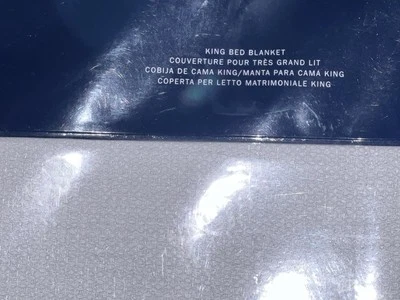 KING BED BLANKET
COUVERTURE POUR TRÈS GRAND LIT
COBIJA DE CAMA KING/MANTA PARA CAMA KING
COPERTA PER LETTO MATRIMONIALE KING